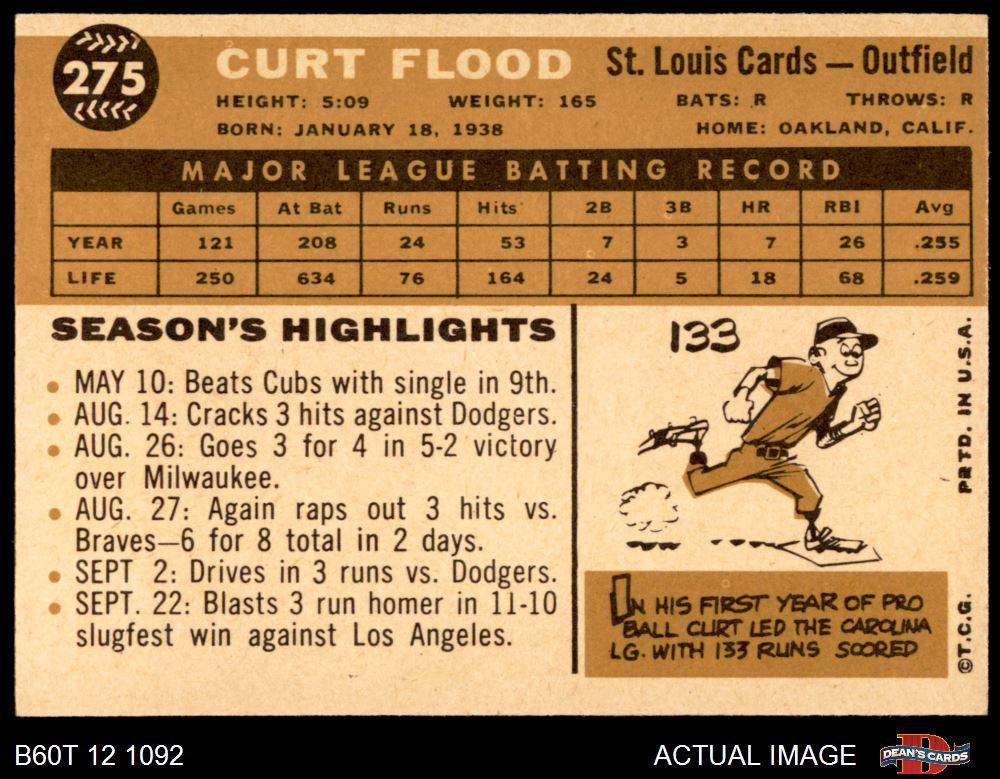 275
CURT FLOOD St. Louis Cards — Outfield
HEIGHT: 5:09 WEIGHT: 165 BATS: R THROWS: R
BORN: JANUARY 18, 1938 HOME: OAKLAND, CALIF.
MAJOR LEAGUE BATTING RECORD
Games At Bat Runs Hits 2B 3B HR RBI Avg
YEAR 121 208 24 53 7 3 7 26 .255
LIFE 250 634 76 164 24 5 18 68 .259
SEASON'S HIGHLIGHTS
• MAY 10: Beats Cubs with single in 9th.
• AUG. 14: Cracks 3 hits against Dodgers.
• AUG. 26: Goes 3 for 4 in 5-2 victory
over Milwaukee.
• AUG. 27: Again raps out 3 hits vs.
Braves—6 for 8 total in 2 days.
• SEPT 2: Drives in 3 runs vs. Dodgers.
• SEPT. 22: Blasts 3 run homer in 11-10
slugfest win against Los Angeles.
133
IN HIS FIRST YEAR OF PRO
BALL CURT LED THE CAROLINA
LG. WITH 133 RUNS SCORED
©T.C.G. PRTD. IN U.S.A.
B60T 12 1092 ACTUAL IMAGE DEAN'S CARDS